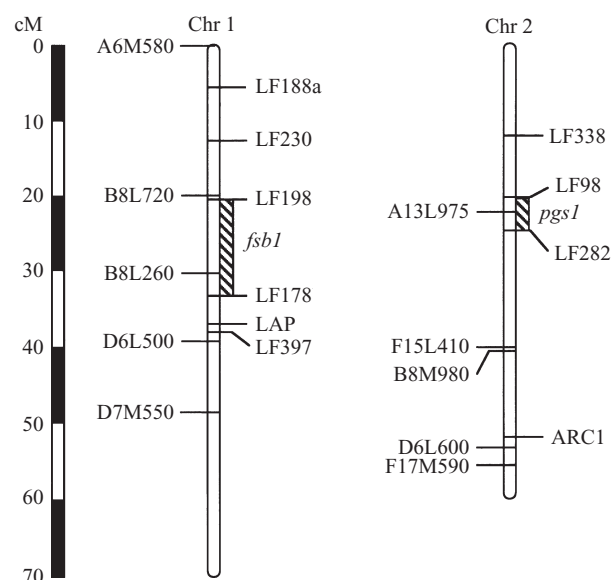 cM
Chr 1
Chr 2
0
10
20
30
40
50
60
70
A6M580
LF188a
LF230
B8L720
LF198
fsb1
B8L260
LF178
LAP
LF397
D6L500
D7M550
LF338
LF98
A13L975
pgs1
LF282
F15L410
B8M980
ARC1
D6L600
F17M590